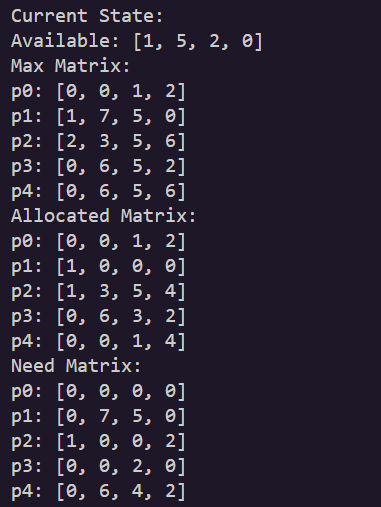 Current State:
Available: [1, 5, 2, 0]
Max Matrix:
p0: [0, 0, 1, 2]
p1: [1, 7, 5, 0]
p2: [2, 3, 5, 6]
p3: [0, 6, 5, 2]
p4: [0, 6, 5, 6]
Allocated Matrix:
p0: [0, 0, 1, 2]
p1: [1, 0, 0, 0]
p2: [1, 3, 5, 4]
p3: [0, 6, 3, 2]
p4: [0, 0, 1, 4]
Need Matrix:
p0: [0, 0, 0, 0]
p1: [0, 7, 5, 0]
p2: [1, 0, 0, 2]
p3: [0, 0, 2, 0]
p4: [0, 6, 4, 2]